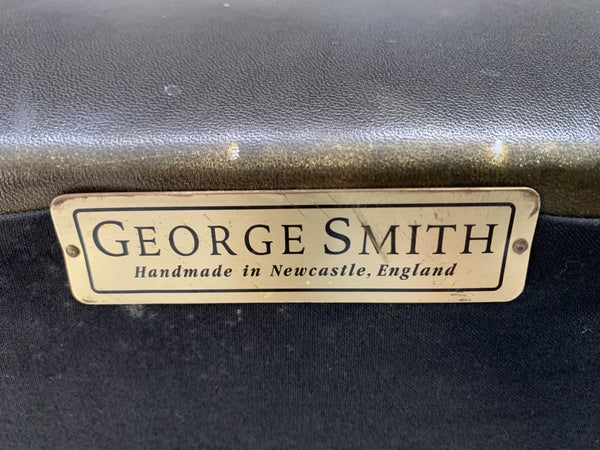 GEORGE SMITH
Handmade in Newcastle, England